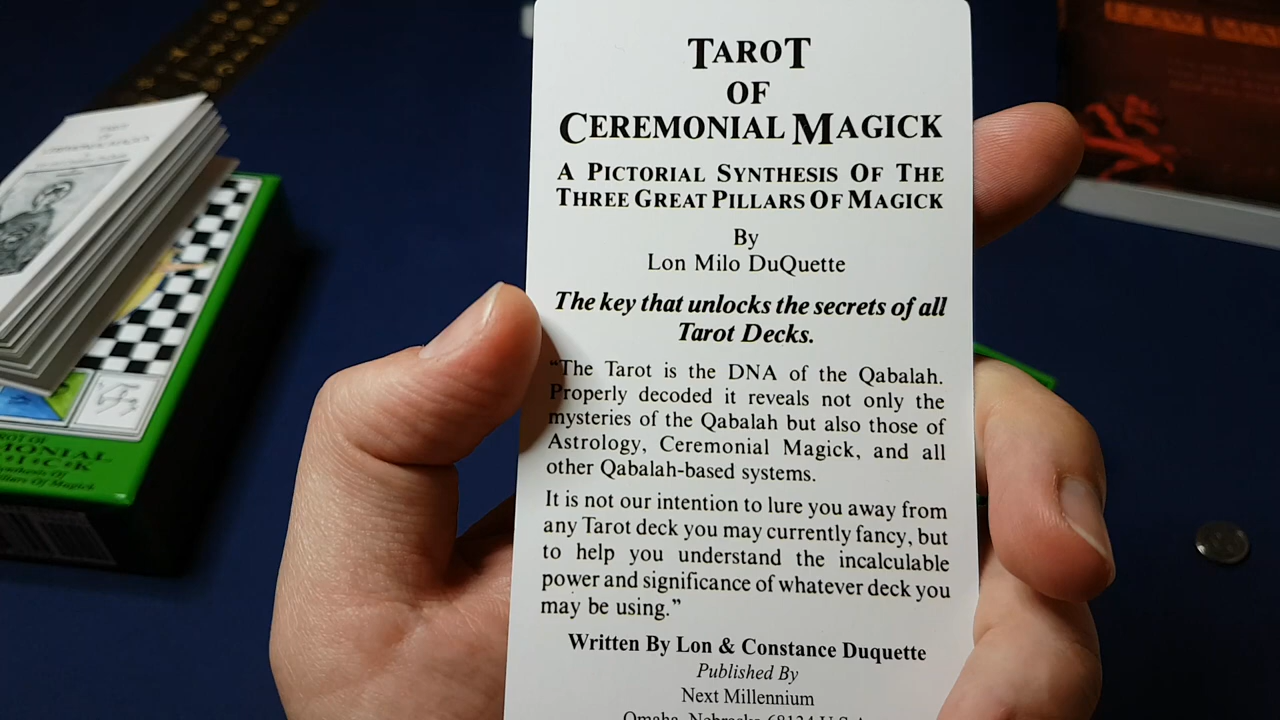 TAROT
OF
CEREMONIAL MAGICK
A PICTORIAL SYNTHESIS OF THE
THREE GREAT PILLARS OF MAGICK
By
Lon Milo DuQuette
The key that unlocks the secrets of all
Tarot Decks.
“The Tarot is the DNA of the Qabalah.
Properly decoded it reveals not only the
mysteries of the Qabalah but also those of
Astrology, Ceremonial Magick, and all
other Qabalah-based systems.
It is not our intention to lure you away from
any Tarot deck you may currently fancy, but
to help you understand the incalculable
power and significance of whatever deck you
may be using.”
Written By Lon & Constance Duquette
Published By
Next Millennium
Omaha, Nebraska 68134 U.S.A.